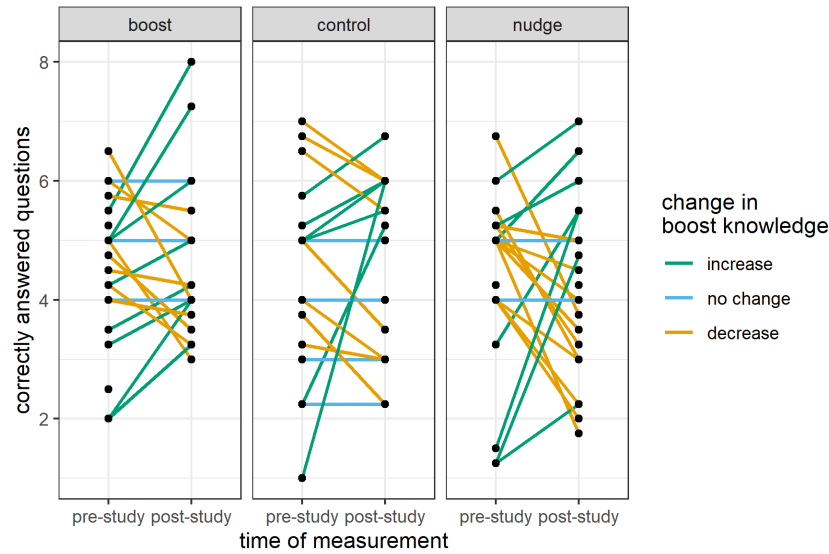 boost control nudge
8
6
4
2
correctly answered questions
pre-study post-study pre-study post-study pre-study post-study
time of measurement
change in
boost knowledge
increase
no change
decrease